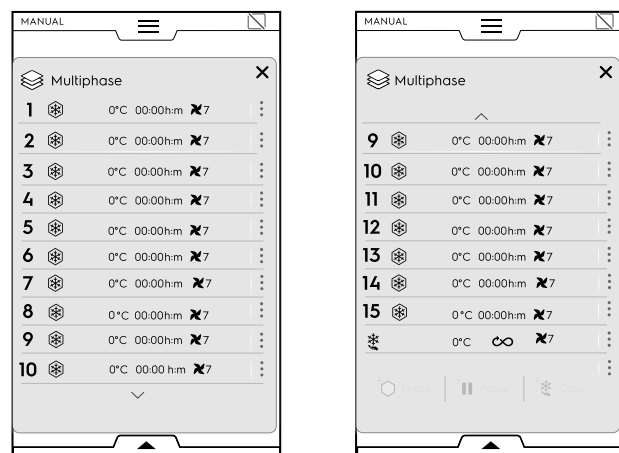 MANUAL
Multiphase
1 0°C 00:00h:m 7
2 0°C 00:00h:m 7
3 0°C 00:00h:m 7
4 0°C 00:00h:m 7
5 0°C 00:00h:m 7
6 0°C 00:00h:m 7
7 0°C 00:00h:m 7
8 0°C 00:00h:m 7
9 0°C 00:00h:m 7
10 0°C 00:00 h:m 7
MANUAL
Multiphase
9 0°C 00:00h:m 7
10 0°C 00:00h:m 7
11 0°C 00:00h:m 7
12 0°C 00:00h:m 7
13 0°C 00:00h:m 7
14 0°C 00:00h:m 7
15 0°C 00:00h:m 7
0°C 7
Phase Pause